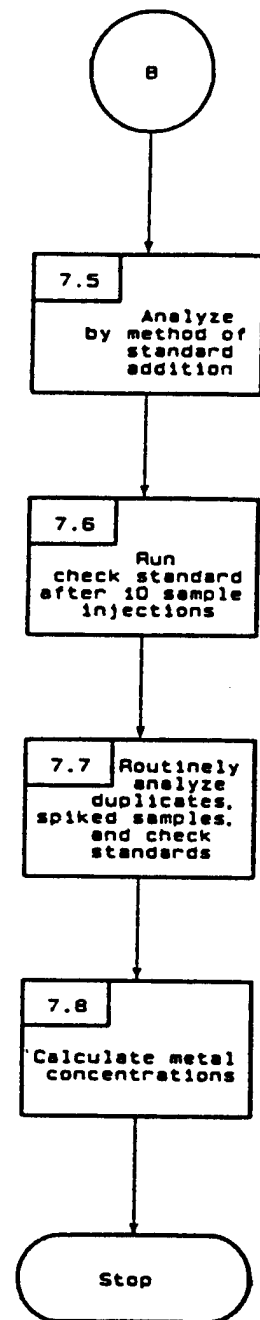 B
7.5
Analyze
by method of
standard
addition
7.6
Run
check standard
after 10 sample
injections
7.7 Routinely
analyze
duplicates,
spiked samples,
and check
standards
7.8
Calculate metal
concentrations
Stop